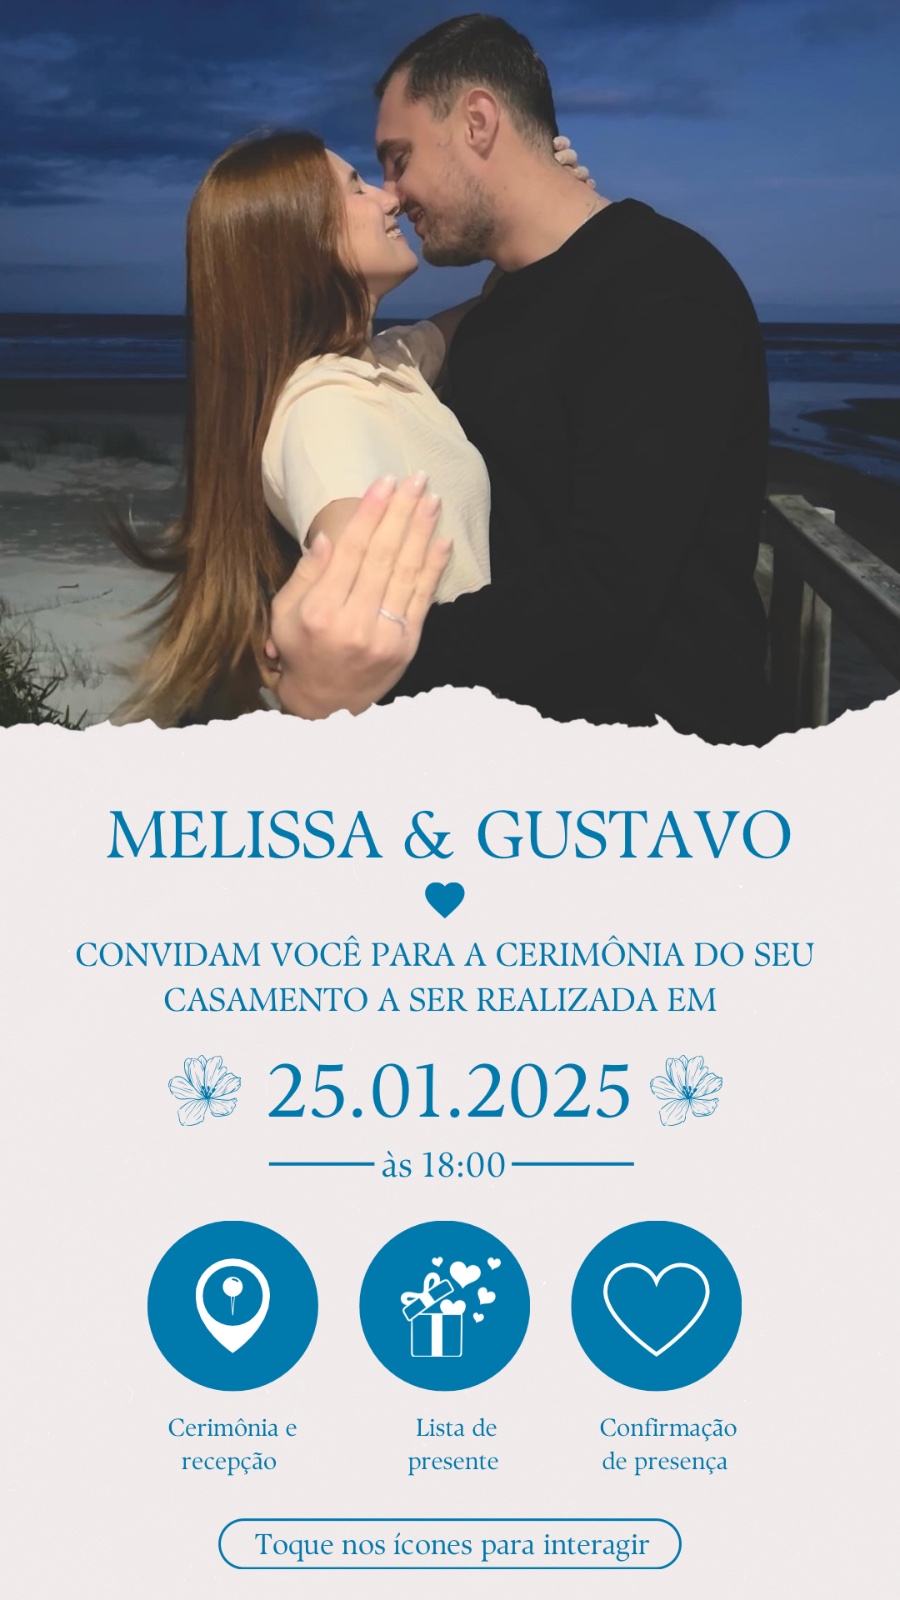 MELISSA & GUSTAVO
CONVIDAM VOCÊ PARA A CERIMÔNIA DO SEU
CASAMENTO A SER REALIZADA EM
25.01.2025
às 18:00
Cerimônia e
recepção
Lista de
presente
Confirmação
de presença
Toque nos ícones para interagir